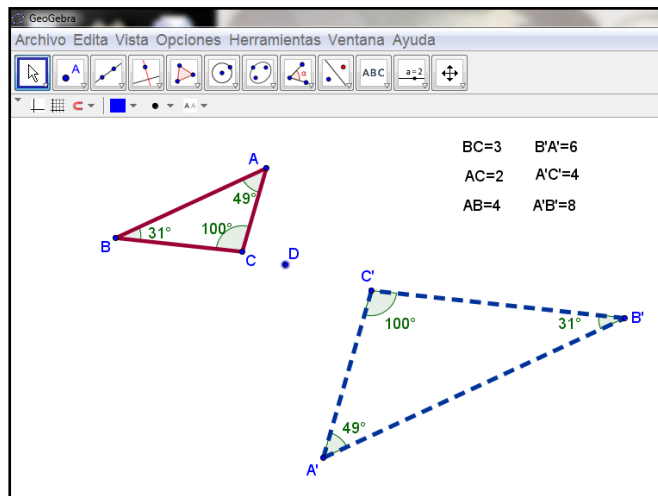 GeoGebra
Archivo Edita Vista Opciones Herramientas Ventana Ayuda
A
ABC
a=2
α
AA
BC=3 B'A'=6
AC=2 A'C'=4
AB=4 A'B'=8
A
49°
100°
31°
B
C
D
C'
100°
31°
B'
49°
A'